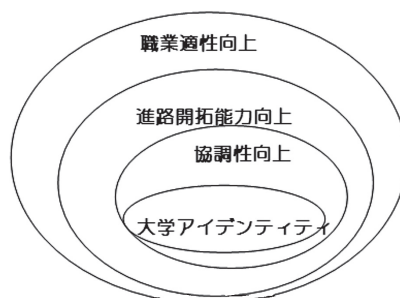 職業適性向上
進路開拓能力向上
協調性向上
大学アイデンティティ